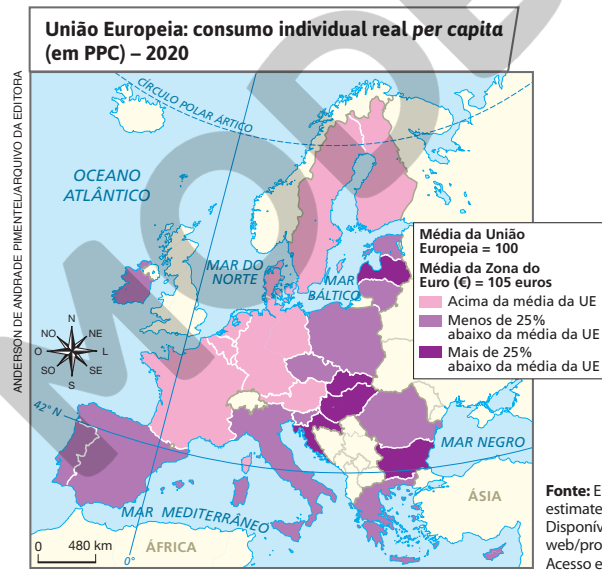 União Europeia: consumo individual real per capita
(em PPC) – 2020
ANDERSON DE ANDRADE PIMENTEL/ARQUIVO DA EDITORA
CÍRCULO POLAR ÁRTICO
OCEANO
ATLÂNTICO
MAR DO
NORTE
MAR
BÁLTICO
Média da União
Europeia = 100
Média da Zona do
Euro (€) = 105 euros
Acima da média da UE
Menos de 25%
abaixo da média da UE
Mais de 25%
abaixo da média da UE
N
NO
NE
O
L
SO
SE
S
42° N
MAR NEGRO
MAR MEDITERRÂNEO
ÁSIA
ÁFRICA
0 480 km
0°
Fonte: E
estimate
Disponív
web/pro
Acesso e
MODE